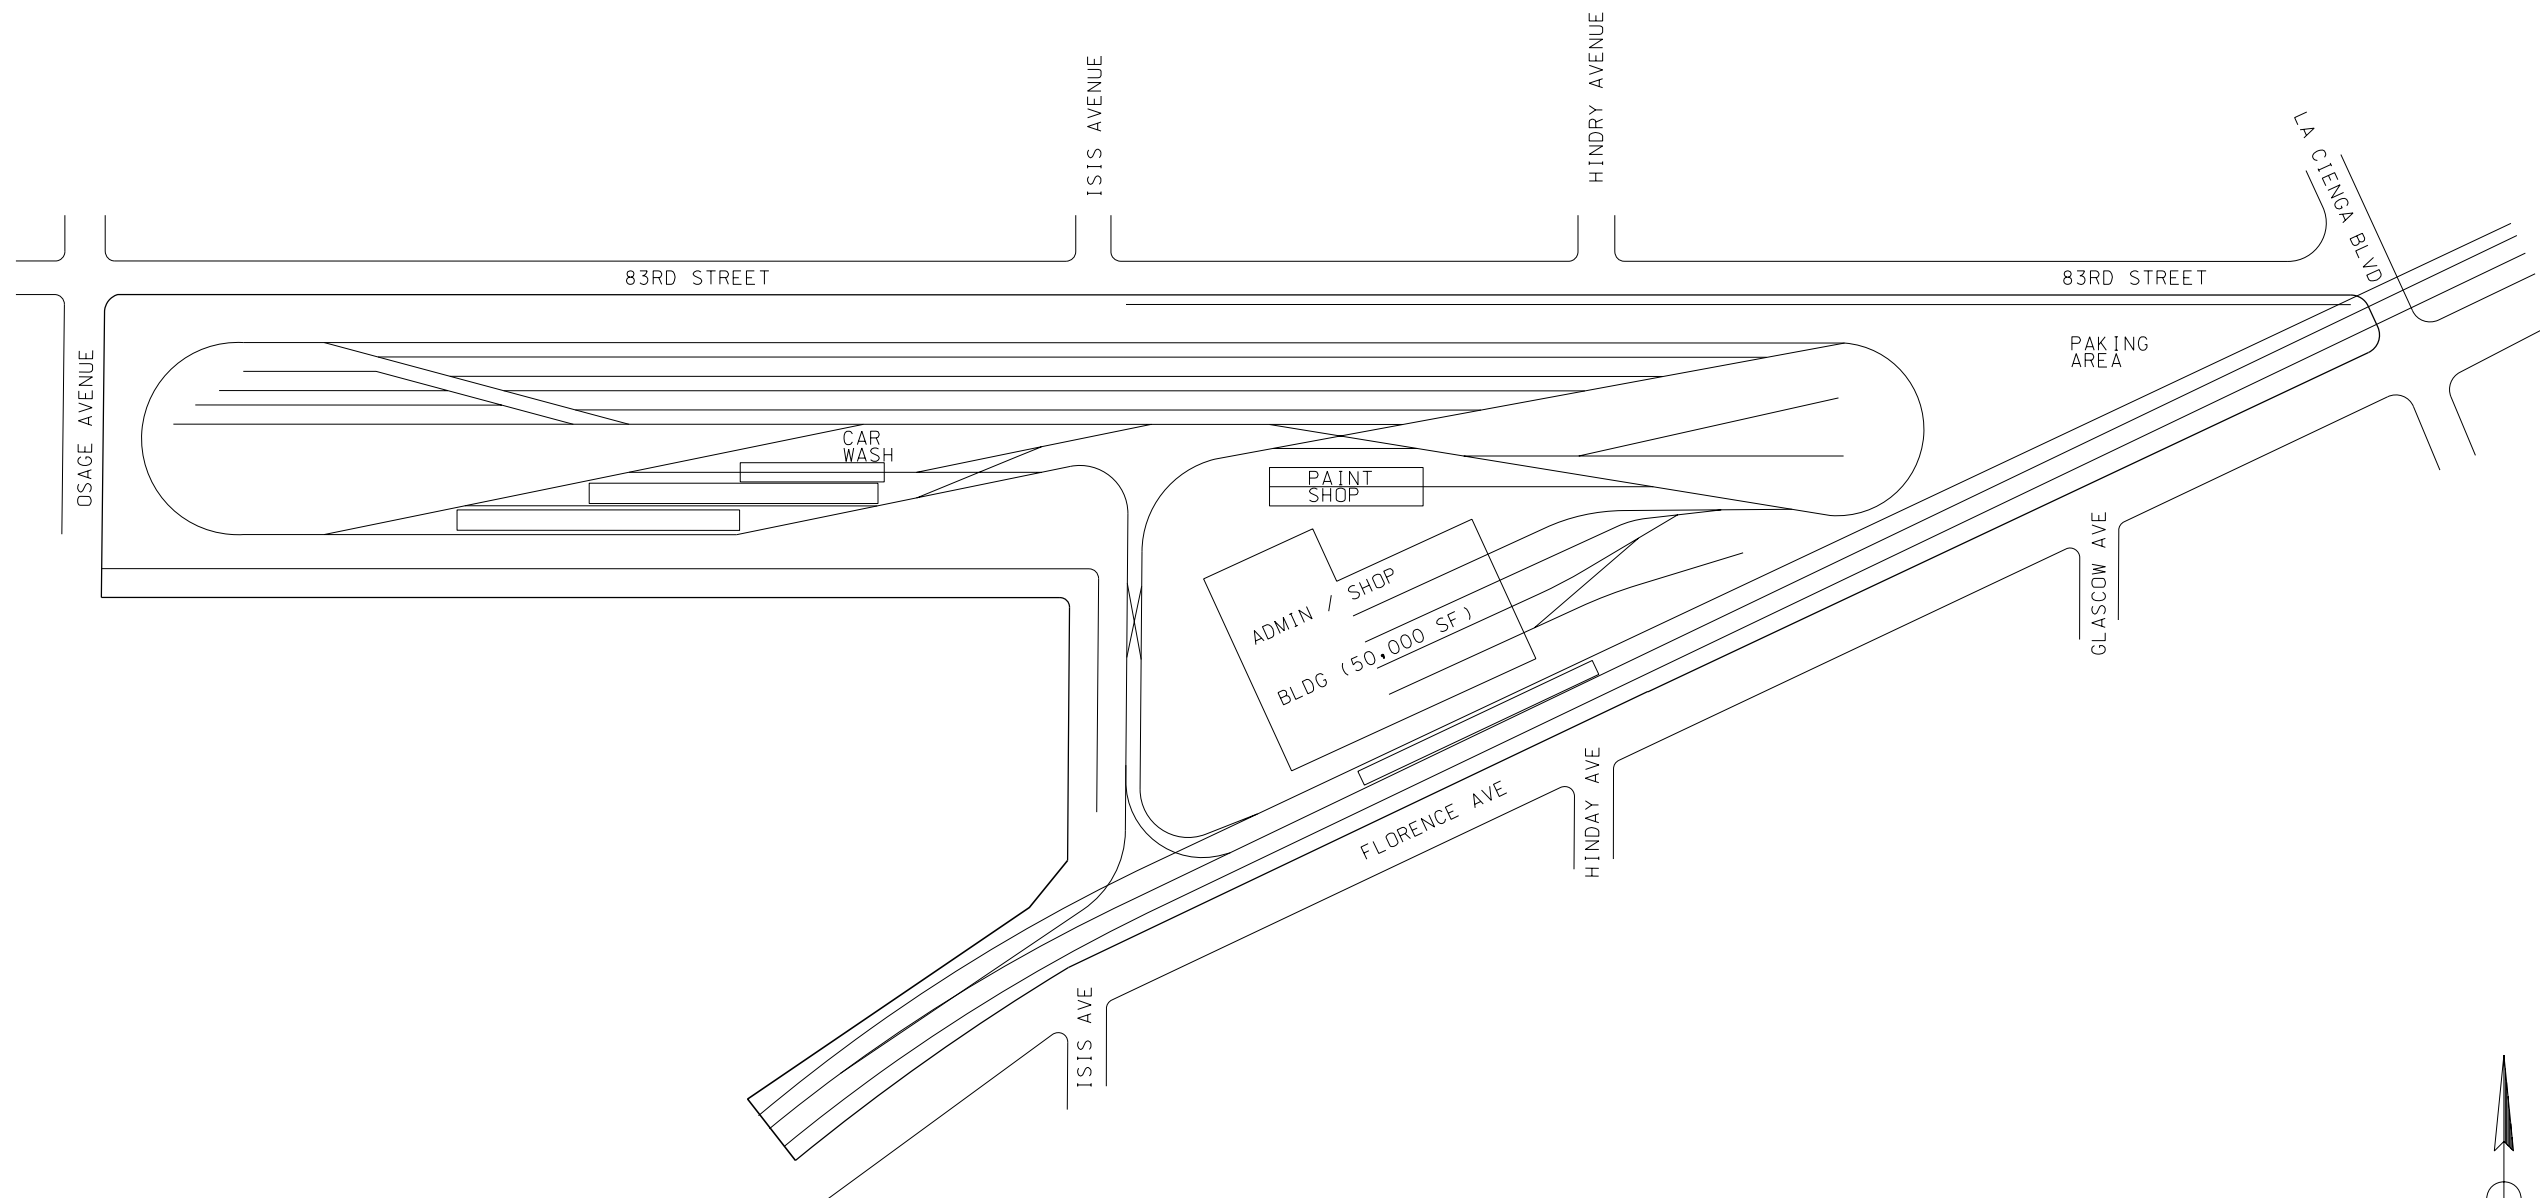 HINDRY AVENUE
ISIS AVENUE
LA CIENGA BLVD
83RD STREET
83RD STREET
PAKING
AREA
OSAGE AVENUE
CAR
WASH
PAINT
SHOP
ADMIN / SHOP
BLDG (50,000 SF)
GLASCOW AVE
HINDAY AVE
FLORENCE AVE
ISIS AVE